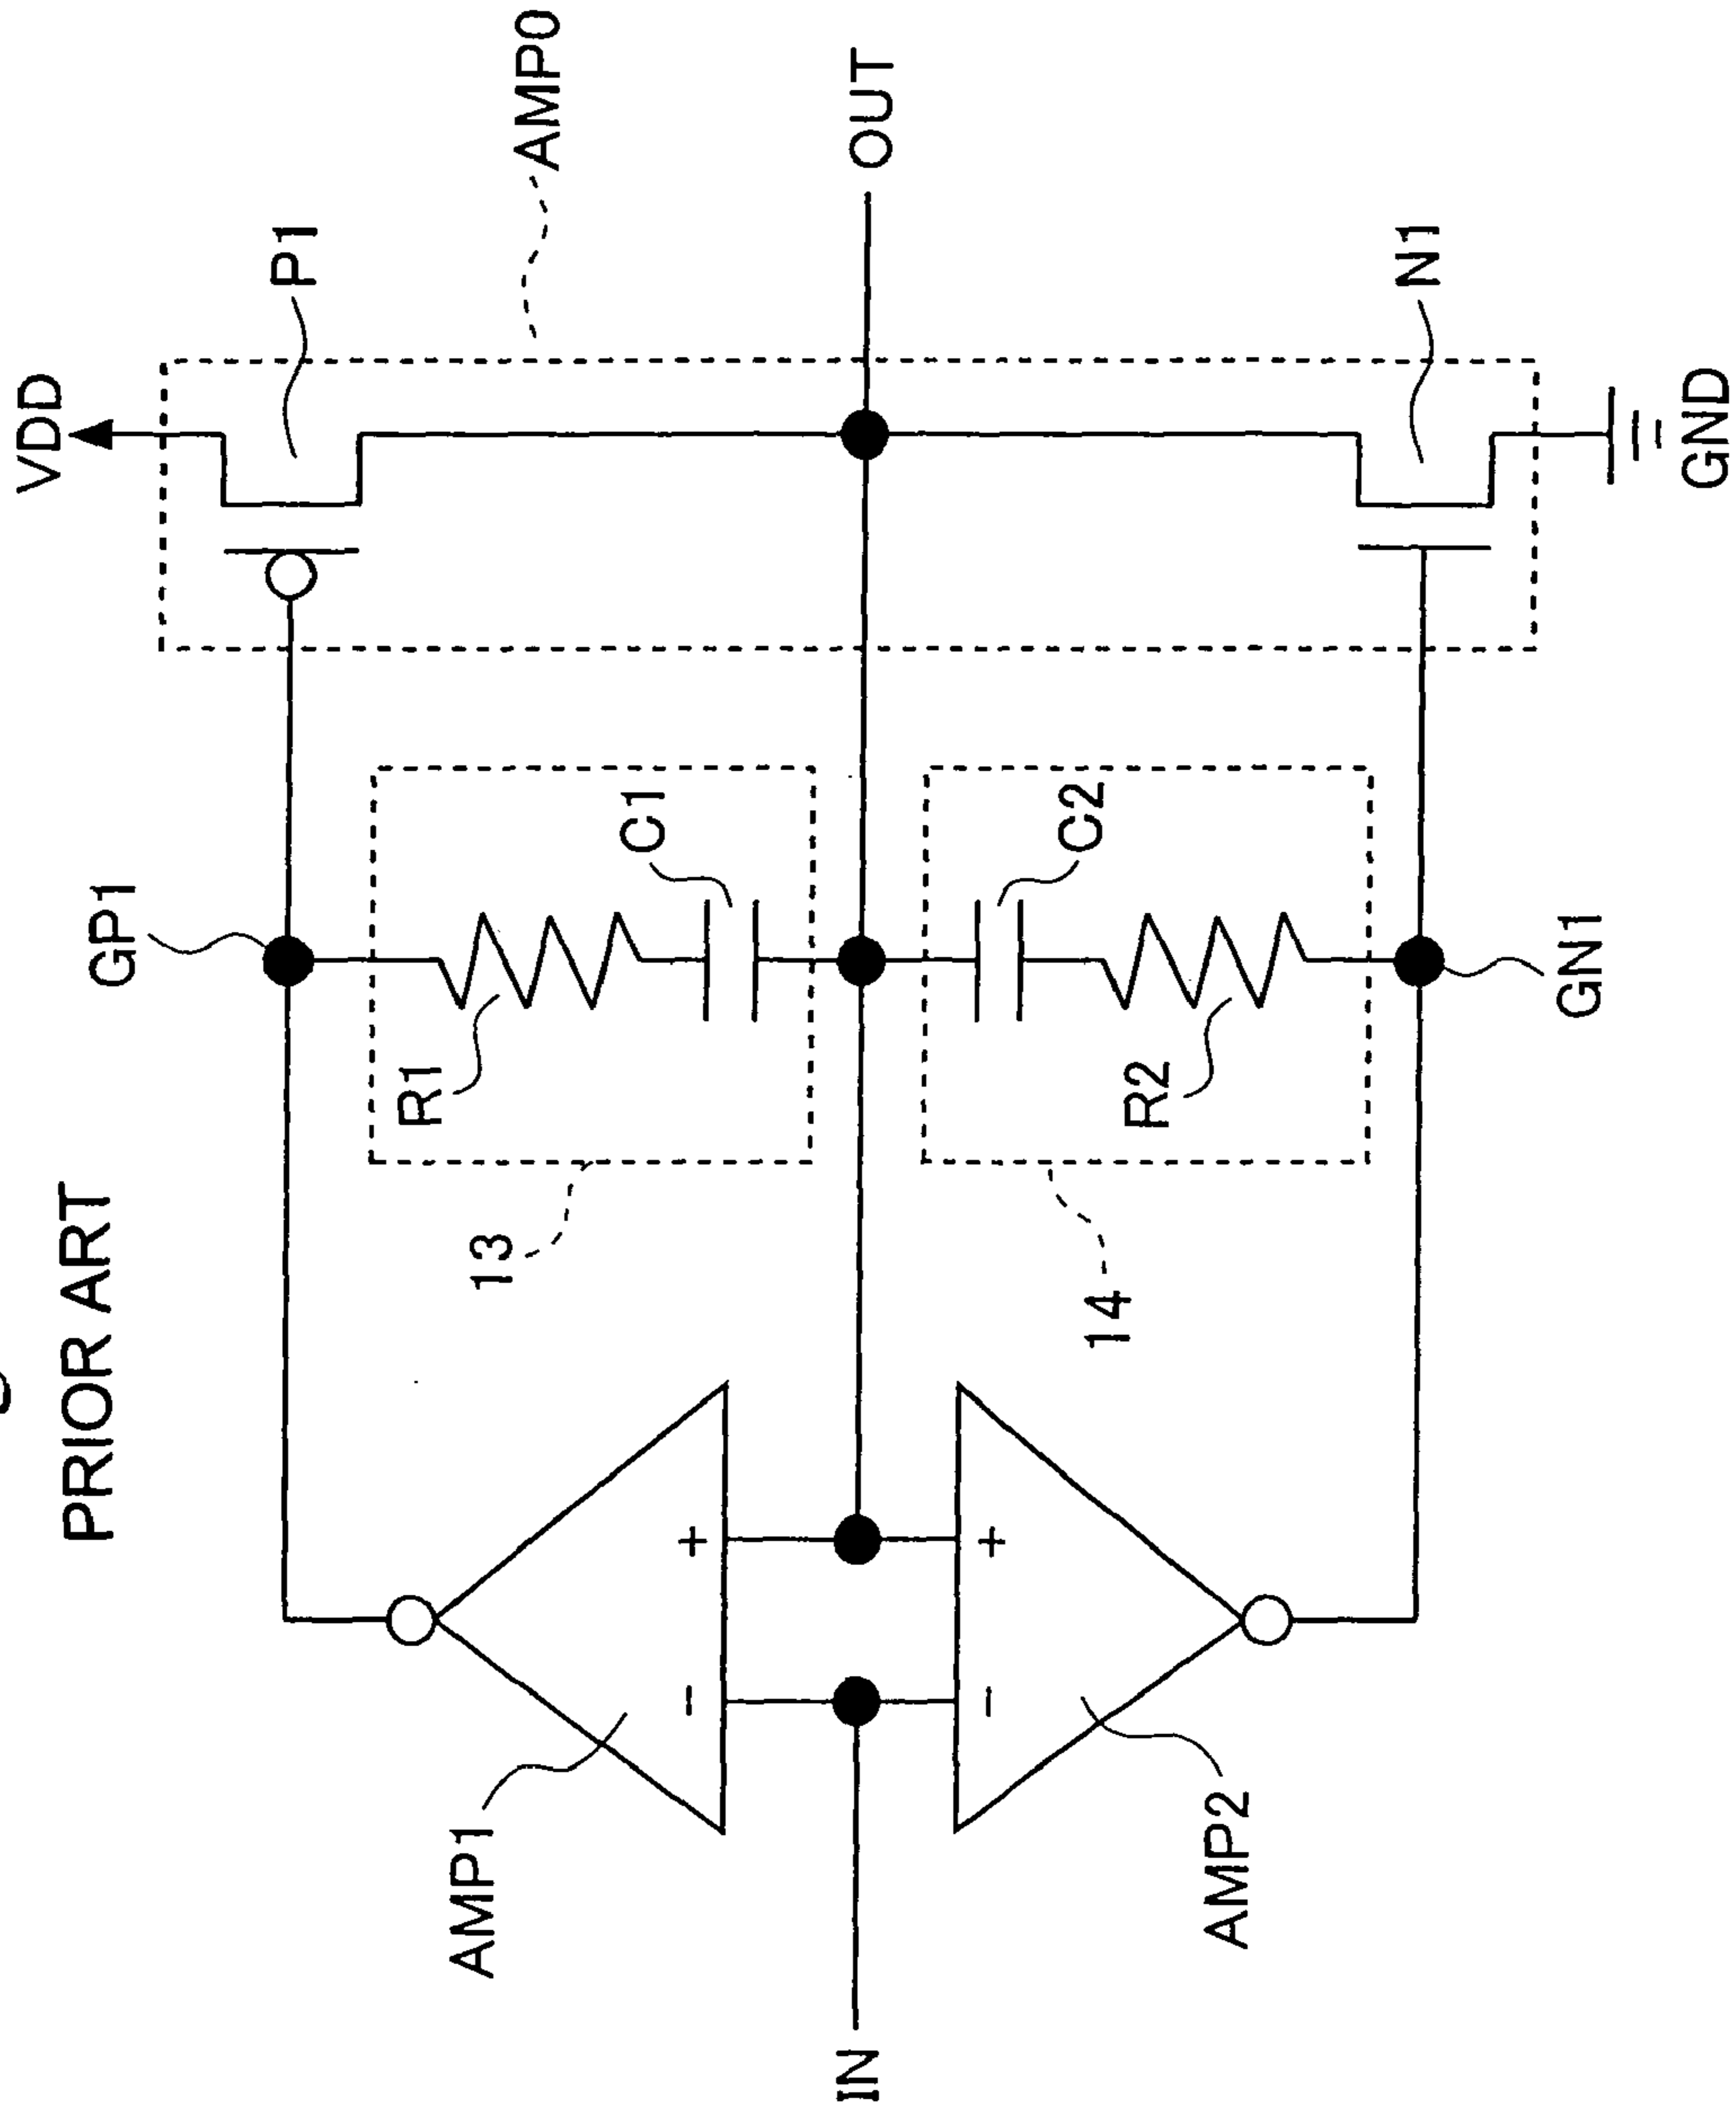 PRIOR ART
VDD
AMP0
P1
GP1
OUT
R1
C1
13
AMP1
+
-
IN
+
-
C2
R2
14
AMP2
N1
GN1
GND